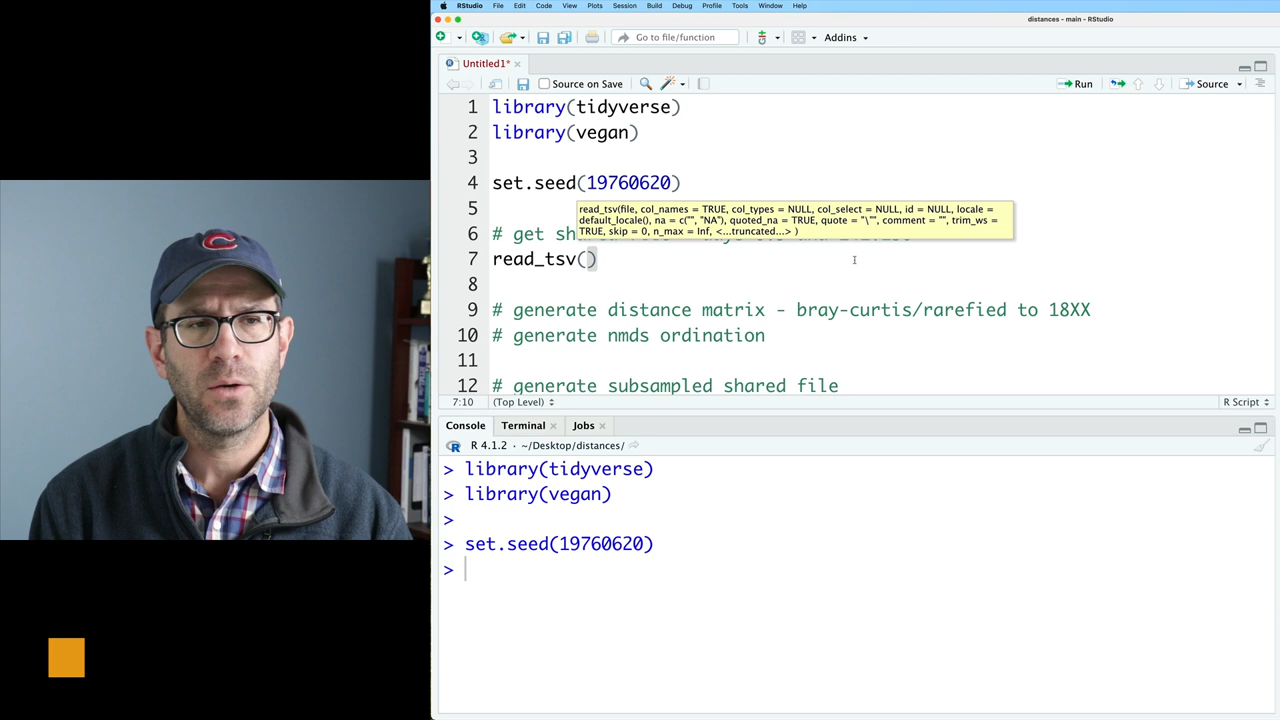 RStudio File Edit Code View Plots Session Build Debug Profile Tools Window Help
distances - main - RStudio
Go to file/function
Addins
Untitled1*
Source on Save
Run
Source
1 library(tidyverse)
2 library(vegan)
3
4 set.seed(19760620)
5
read_tsv(file, col_names = TRUE, col_types = NULL, col_select = NULL, id = NULL, locale =
default_locale(), na = c("", "NA"), quoted_na = TRUE, quote = "\"", comment = "", trim_ws =
TRUE, skip = 0, n_max = Inf, <...truncated...> )
6 # get
7 read_tsv()
8
9 # generate distance matrix - bray-curtis/rarefied to 18XX
10 # generate nmds ordination
11
12 # generate subsampled shared file
7:10 (Top Level) R Script
Console Terminal Jobs
R 4.1.2 · ~/Desktop/distances/
> library(tidyverse)
> library(vegan)
>
> set.seed(19760620)
>
C